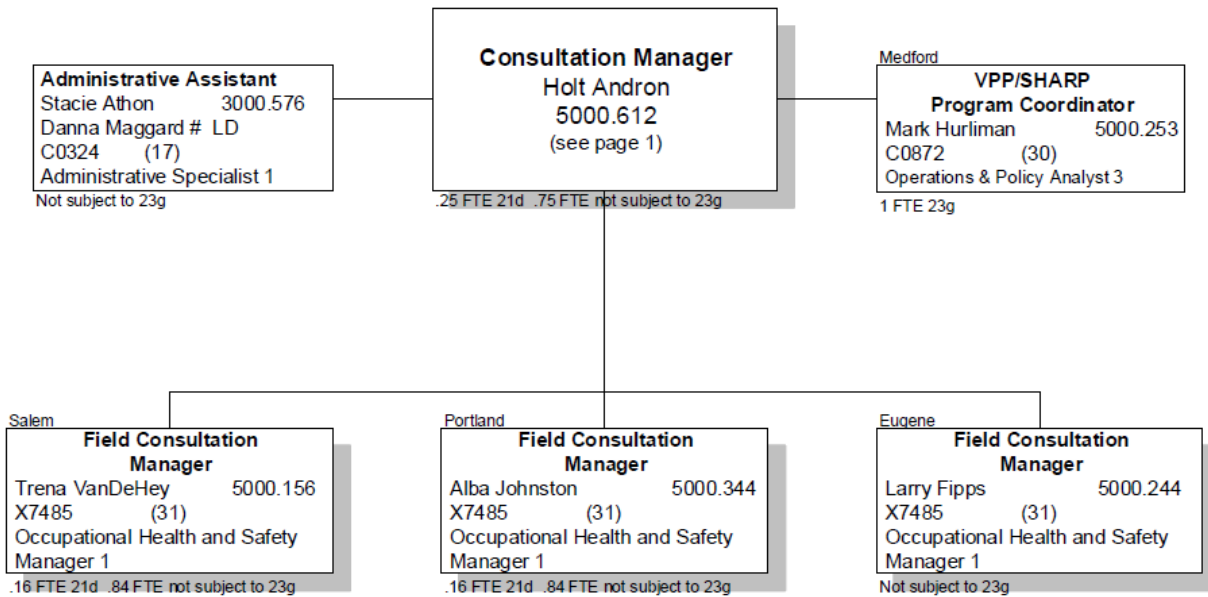 Consultation Manager
Holt Andron
5000.612
(see page 1)
.25 FTE 21d .75 FTE not subject to 23g
Administrative Assistant
Stacie Athon 3000.576
Danna Maggard # LD
C0324 (17)
Administrative Specialist 1
Not subject to 23g
Medford
VPP/SHARP
Program Coordinator
Mark Hurliman 5000.253
C0872 (30)
Operations & Policy Analyst 3
1 FTE 23g
Salem
Field Consultation
Manager
Trena VanDeHey 5000.156
X7485 (31)
Occupational Health and Safety
Manager 1
.16 FTE 21d .84 FTE not subject to 23g
Portland
Field Consultation
Manager
Alba Johnston 5000.344
X7485 (31)
Occupational Health and Safety
Manager 1
.16 FTE 21d .84 FTE not subject to 23g
Eugene
Field Consultation
Manager
Larry Fipps 5000.244
X7485 (31)
Occupational Health and Safety
Manager 1
Not subject to 23g